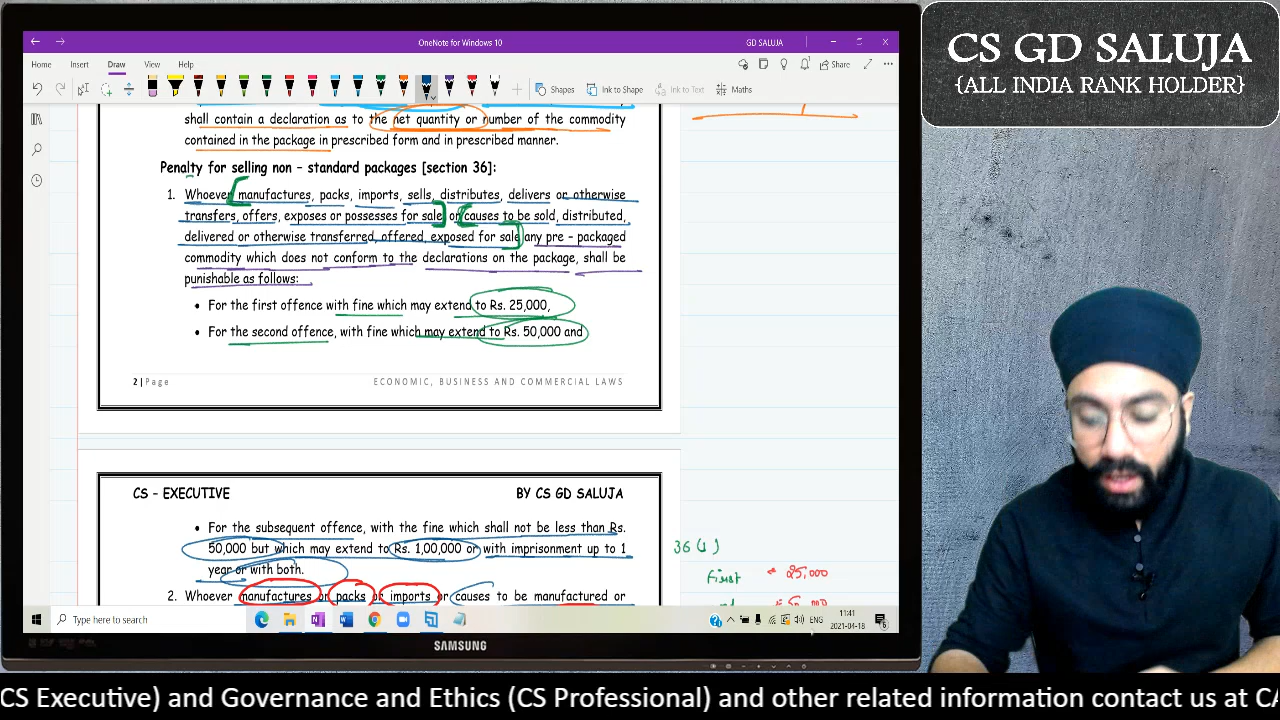 OneNote for Windows 10
GD SALUJA
Home Insert Draw View Help
Share
Shapes Ink to Shape Ink to Text Maths
shall contain a declaration as to the net quantity or number of the commodity
contained in the package in prescribed form and in prescribed manner.
Penalty for selling non – standard packages [section 36]:
1. Whoever manufactures, packs, imports, sells, distributes, delivers or otherwise
transfers, offers, exposes or possesses for sale or causes to be sold, distributed,
delivered or otherwise transferred, offered, exposed for sale any pre – packaged
commodity which does not conform to the declarations on the package, shall be
punishable as follows:
• For the first offence with fine which may extend to Rs. 25,000,
• For the second offence, with fine which may extend to Rs. 50,000 and
2 | Page
ECONOMIC, BUSINESS AND COMMERCIAL LAWS
CS – EXECUTIVE
BY CS GD SALUJA
• For the subsequent offence, with the fine which shall not be less than Rs.
50,000 but which may extend to Rs. 1,00,000 or with imprisonment up to 1
year or with both.
2. Whoever manufactures or packs or imports or causes to be manufactured or
36(1)
First
25,000
Type here to search
ENG
11:41
2021-04-18
SAMSUNG
CS GD SALUJA
{ALL INDIA RANK HOLDER}
CS Executive) and Governance and Ethics (CS Professional) and other related information contact us at CA